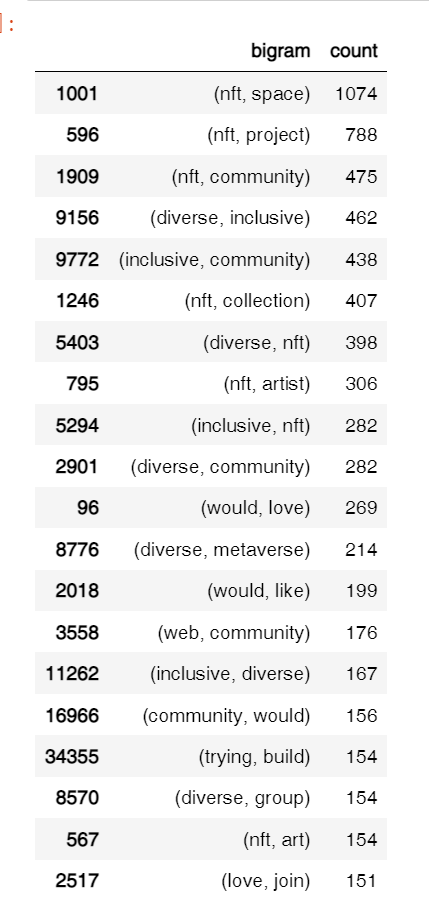 ]:
bigram count
1001 (nft, space) 1074
596 (nft, project) 788
1909 (nft, community) 475
9156 (diverse, inclusive) 462
9772 (inclusive, community) 438
1246 (nft, collection) 407
5403 (diverse, nft) 398
795 (nft, artist) 306
5294 (inclusive, nft) 282
2901 (diverse, community) 282
96 (would, love) 269
8776 (diverse, metaverse) 214
2018 (would, like) 199
3558 (web, community) 176
11262 (inclusive, diverse) 167
16966 (community, would) 156
34355 (trying, build) 154
8570 (diverse, group) 154
567 (nft, art) 154
2517 (love, join) 151